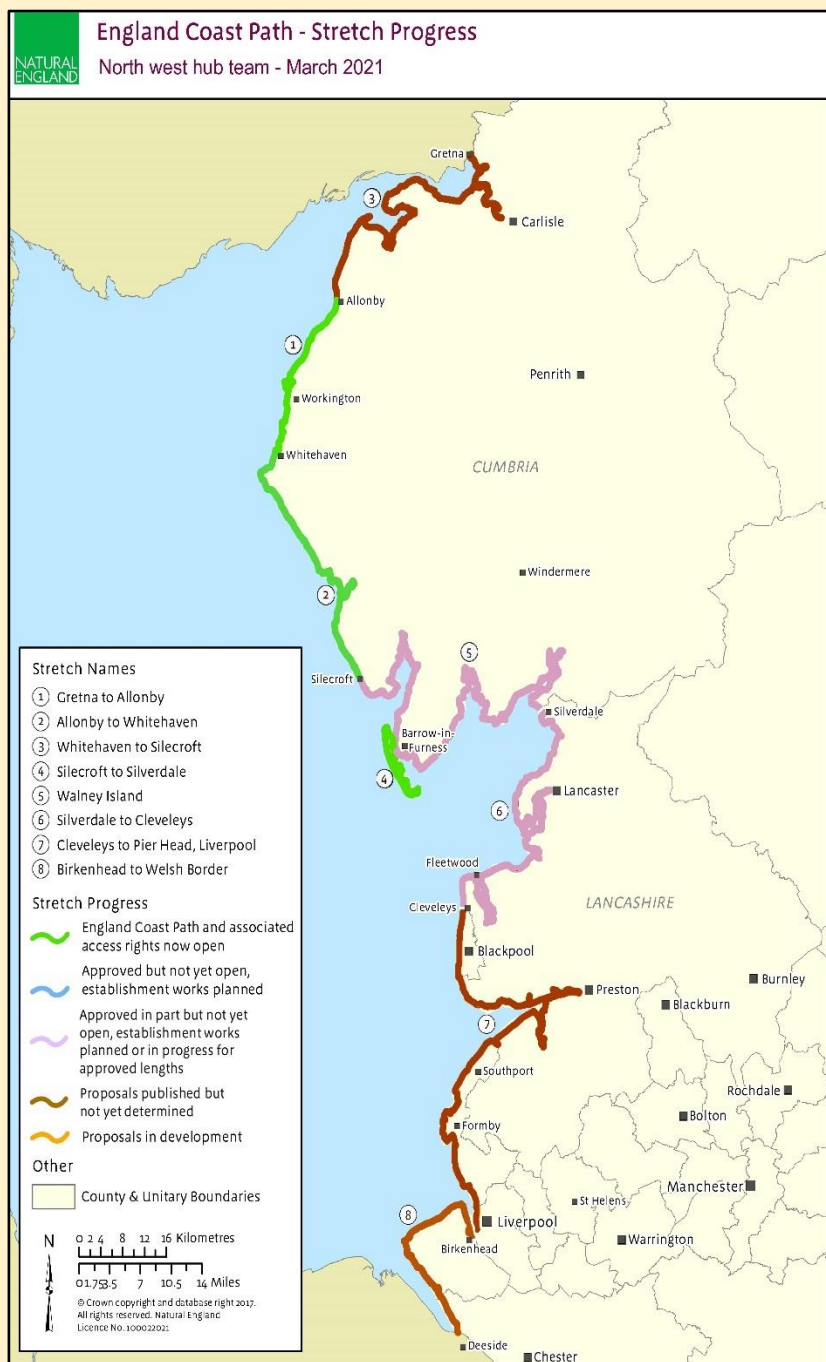 NATURAL
ENGLAND
England Coast Path - Stretch Progress
North west hub team - March 2021
Gretna
3
Carlisle
Allonby
1
Penrith
Workington
Whitehaven
CUMBRIA
Windermere
2
5
Silecroft
Silverdale
Barrow-in-
Furness
4
Lancaster
6
Fleetwood
Cleveleys
LANCASHIRE
Blackpool
Burnley
Preston
Blackburn
7
Southport
Rochdale
Bolton
Formby
Manchester
St Helens
8
Liverpool
Birkenhead
Warrington
Deeside
Chester
Stretch Names
1 Gretna to Allonby
2 Allonby to Whitehaven
3 Whitehaven to Silecroft
4 Silecroft to Silverdale
5 Walney Island
6 Silverdale to Cleveleys
7 Cleveleys to Pier Head, Liverpool
8 Birkenhead to Welsh Border
Stretch Progress
England Coast Path and associated
access rights now open
Approved but not yet open,
establishment works planned
Approved in part but not yet
open, establishment works
planned or in progress for
approved lengths
Proposals published but
not yet determined
Proposals in development
Other
County & Unitary Boundaries
N
0 2 4 8 12 16 Kilometres
0 1.75 3.5 7 10.5 14 Miles
© Crown copyright and database right 2017.
All rights reserved. Natural England
Licence No. 100022021